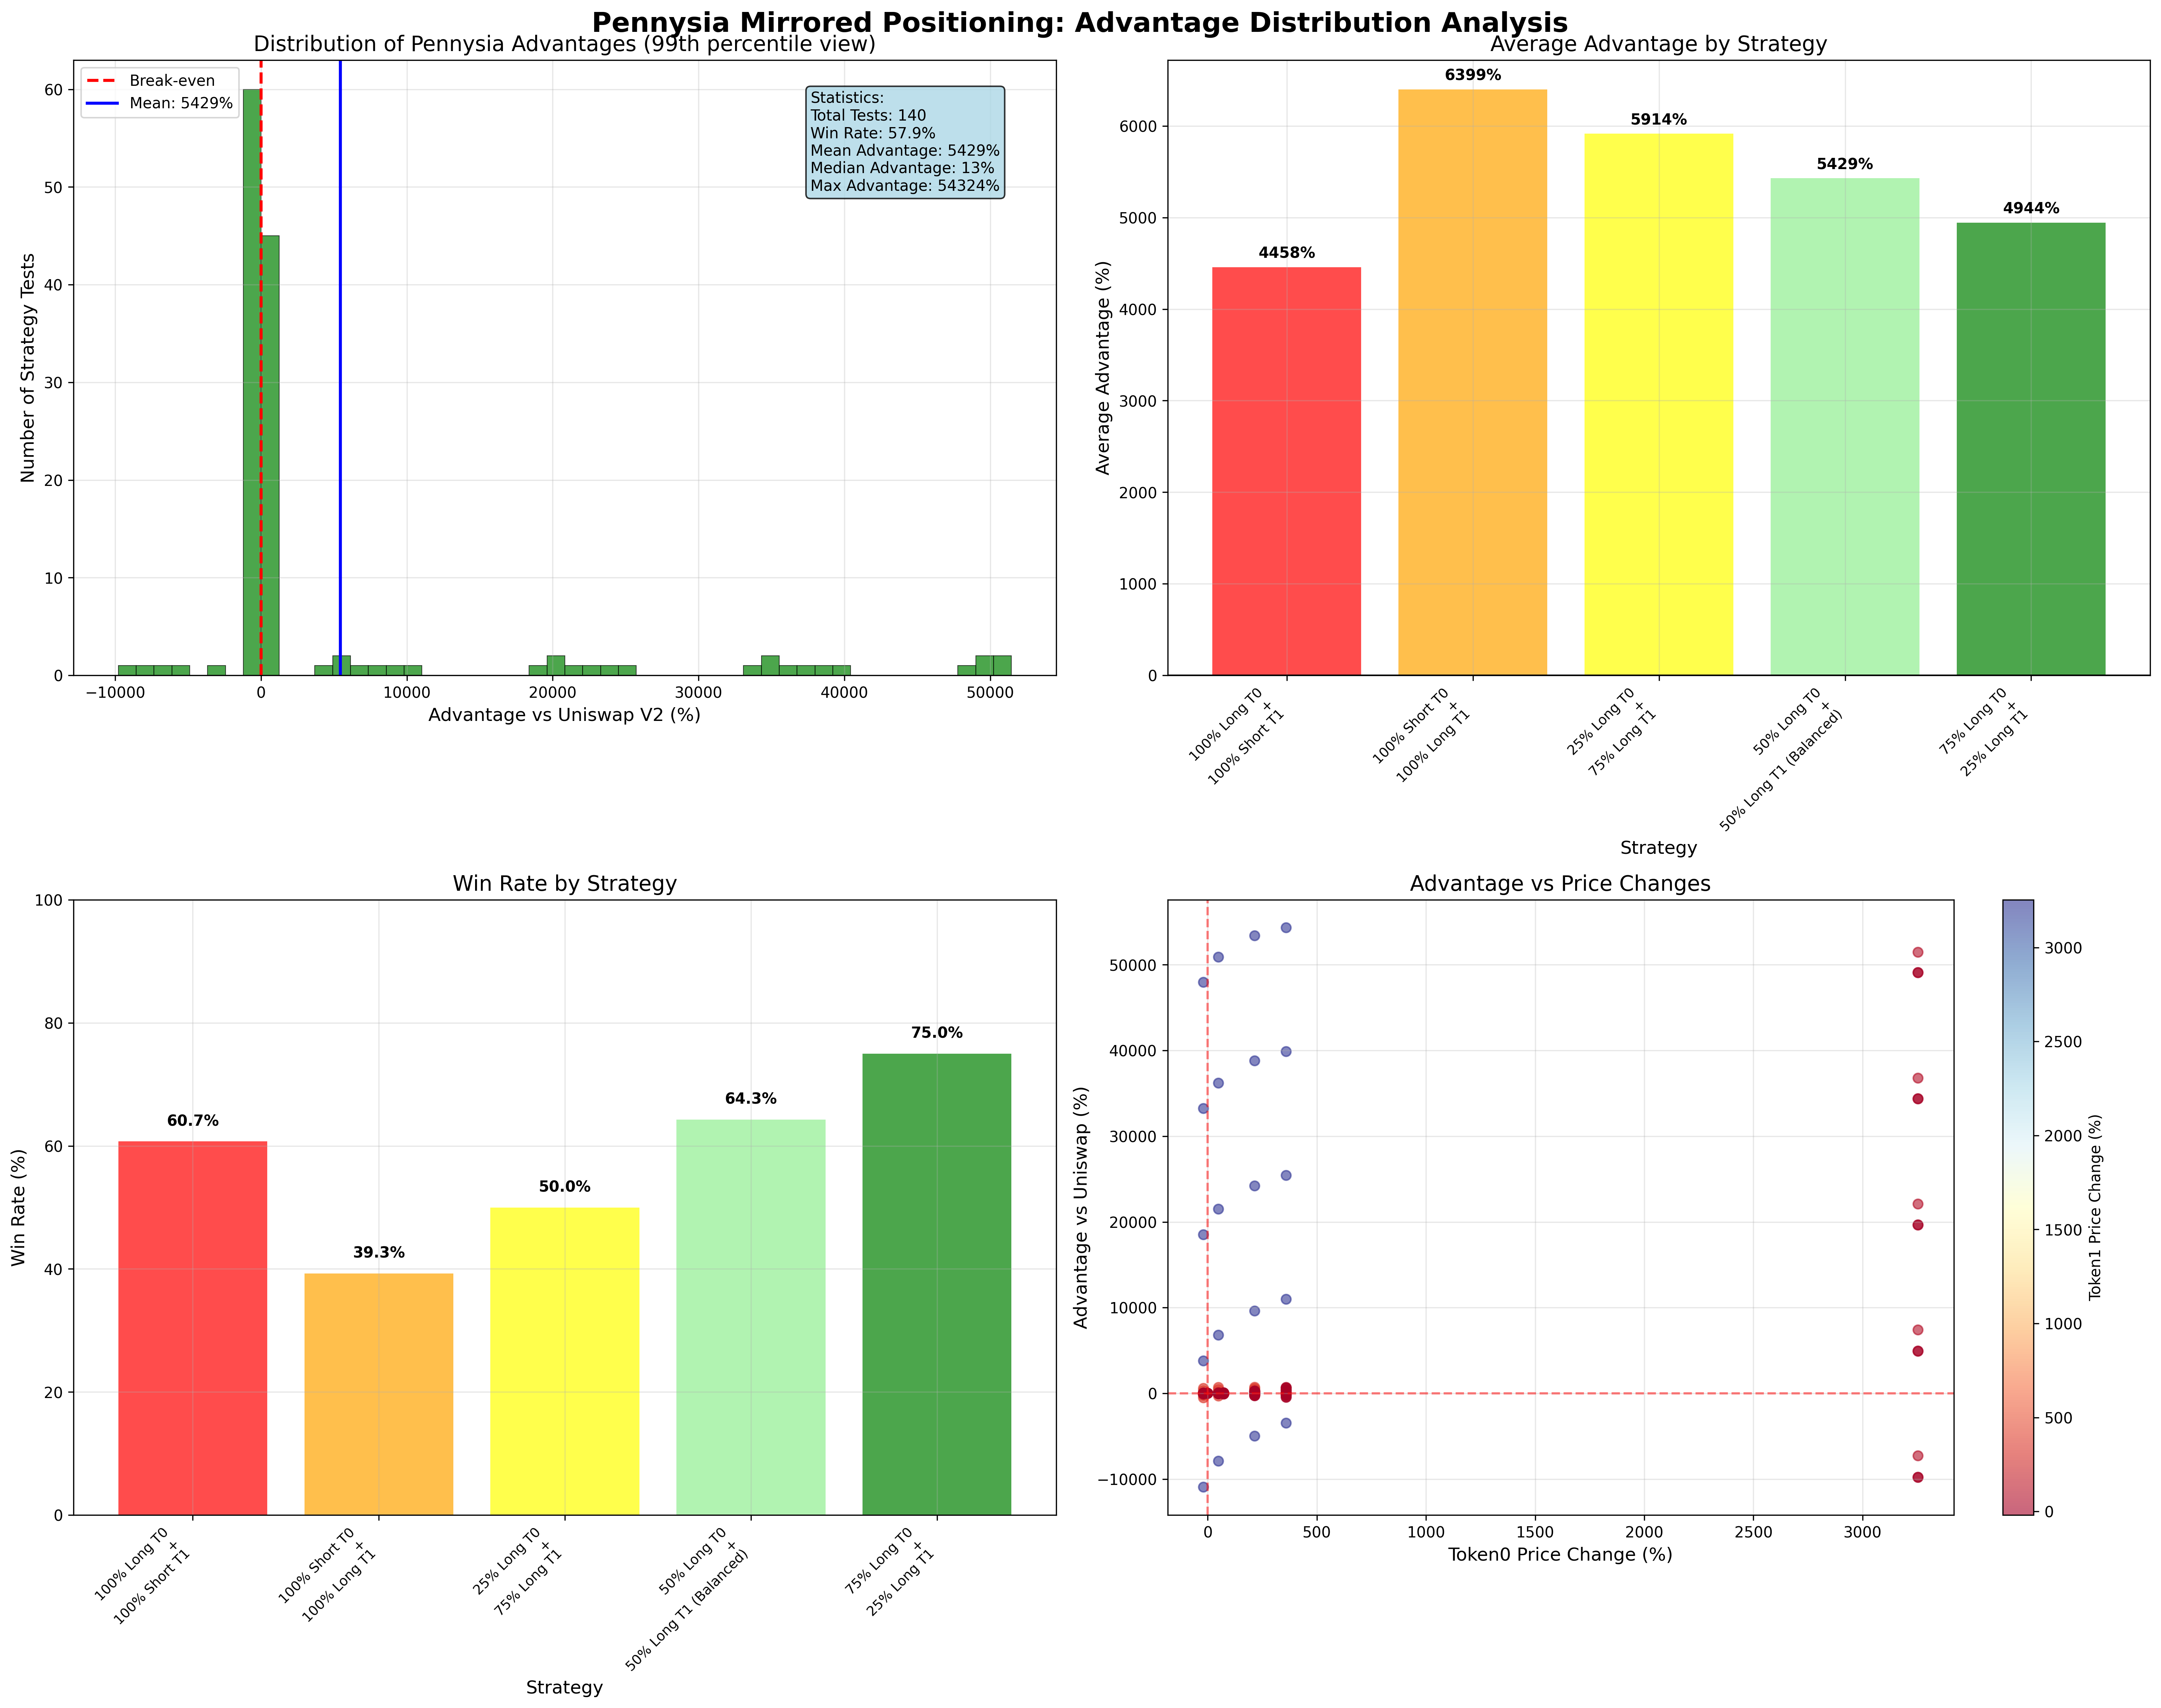 Pennysia Mirrored Positioning: Advantage Distribution Analysis
Distribution of Pennysia Advantages (99th percentile view)
Break-even
Mean: 5429%
Statistics:
Total Tests: 140
Win Rate: 57.9%
Mean Advantage: 5429%
Median Advantage: 13%
Max Advantage: 54324%
Number of Strategy Tests
60
50
40
30
20
10
0
−10000
0
10000
20000
30000
40000
50000
Advantage vs Uniswap V2 (%)
Average Advantage by Strategy
Average Advantage (%)
6000
5000
4000
3000
2000
1000
0
4458%
6399%
5914%
5429%
4944%
100% Long T0
+
100% Short T1
100% Short T0
+
100% Long T1
25% Long T0
+
75% Long T1
50% Long T0
+
50% Long T1 (Balanced)
75% Long T0
+
25% Long T1
Strategy
Win Rate by Strategy
Win Rate (%)
100
80
60
40
20
0
60.7%
39.3%
50.0%
64.3%
75.0%
100% Long T0
+
100% Short T1
100% Short T0
+
100% Long T1
25% Long T0
+
75% Long T1
50% Long T0
+
50% Long T1 (Balanced)
75% Long T0
+
25% Long T1
Strategy
Advantage vs Price Changes
Advantage vs Uniswap (%)
50000
40000
30000
20000
10000
0
−10000
0
500
1000
1500
2000
2500
3000
Token0 Price Change (%)
3000
2500
2000
1500
1000
500
0
Token1 Price Change (%)